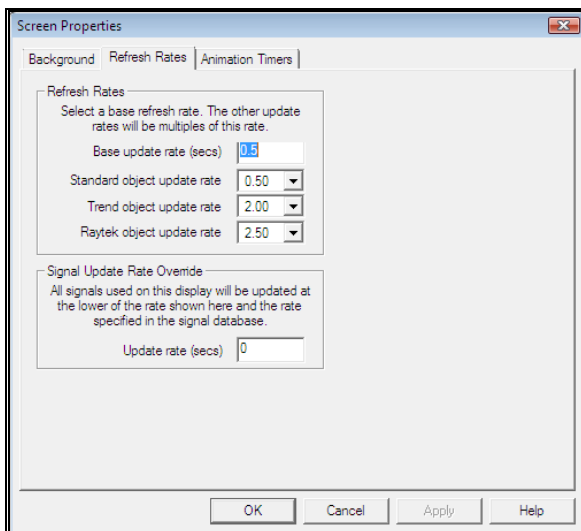 Screen Properties
Background
Refresh Rates
Animation Timers
Refresh Rates
Select a base refresh rate. The other update
rates will be multiples of this rate.
Base update rate (secs) 0.5
Standard object update rate 0.50
Trend object update rate 2.00
Raytek object update rate 2.50
Signal Update Rate Override
All signals used on this display will be updated at
the lower of the rate shown here and the rate
specified in the signal database.
Update rate (secs) 0
OK
Cancel
Apply
Help